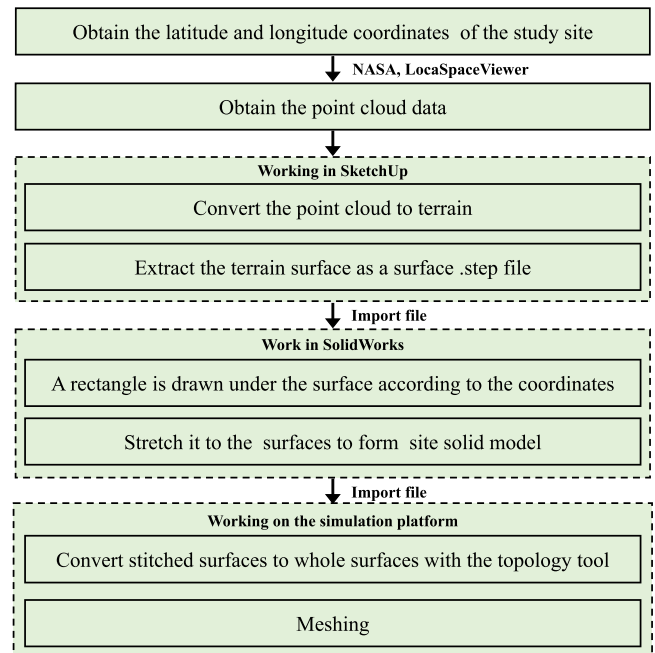 Obtain the latitude and longitude coordinates of the study site
NASA, LocaSpaceViewer
Obtain the point cloud data
Working in SketchUp
Convert the point cloud to terrain
Extract the terrain surface as a surface .step file
Import file
Work in SolidWorks
A rectangle is drawn under the surface according to the coordinates
Stretch it to the surfaces to form site solid model
Import file
Working on the simulation platform
Convert stitched surfaces to whole surfaces with the topology tool
Meshing